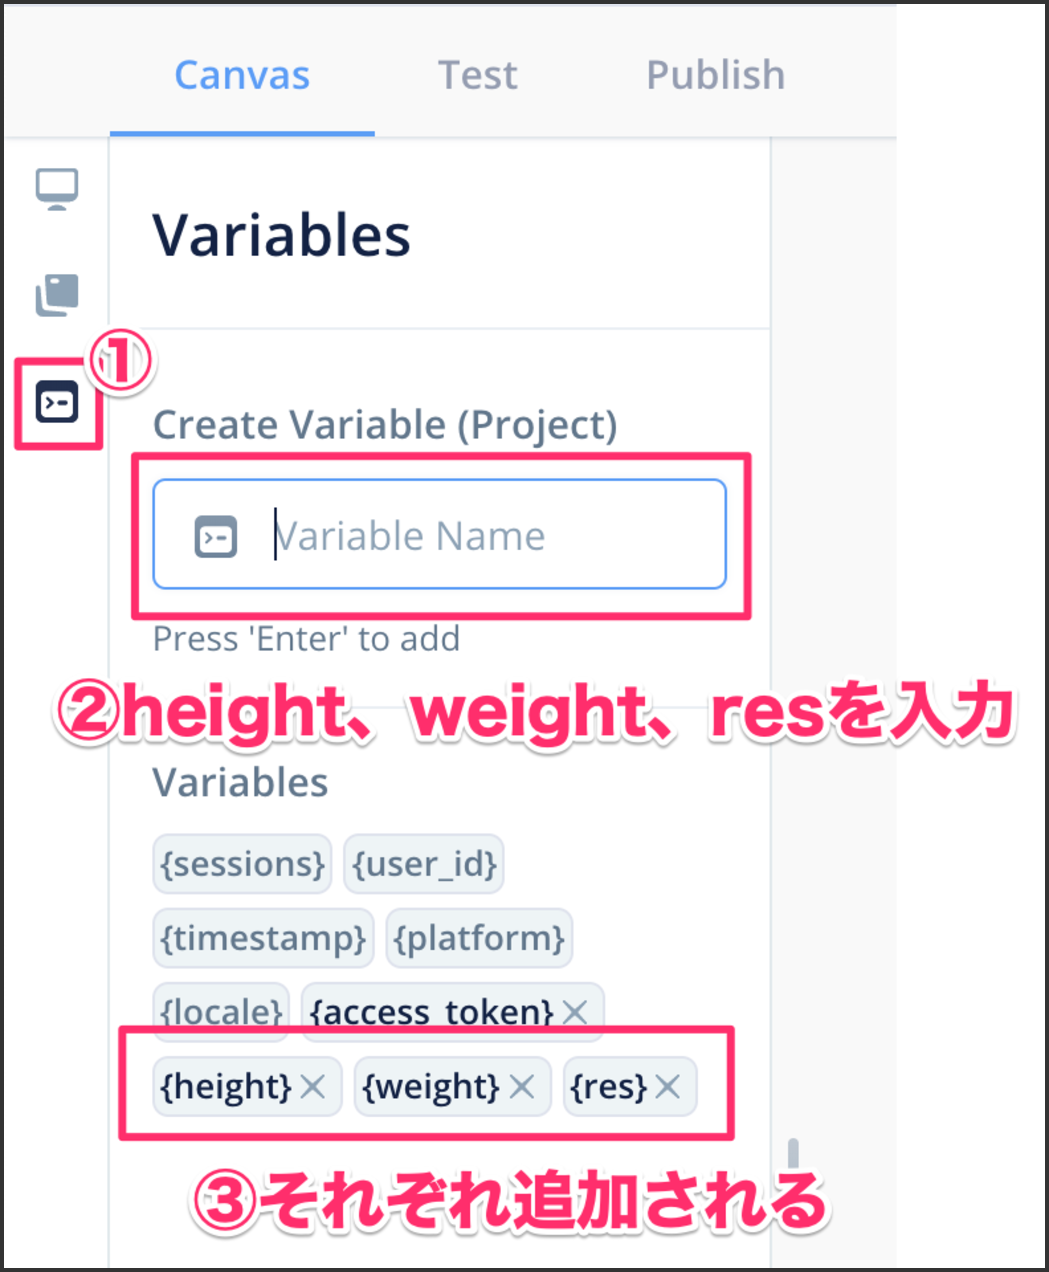 Canvas Test Publish
Variables
①
Create Variable (Project)
Variable Name
Press 'Enter' to add
②height、weight、resを入力
Variables
{sessions} {user_id}
{timestamp} {platform}
{locale} {access_token} ×
{height} × {weight} × {res} ×
③それぞれ追加される